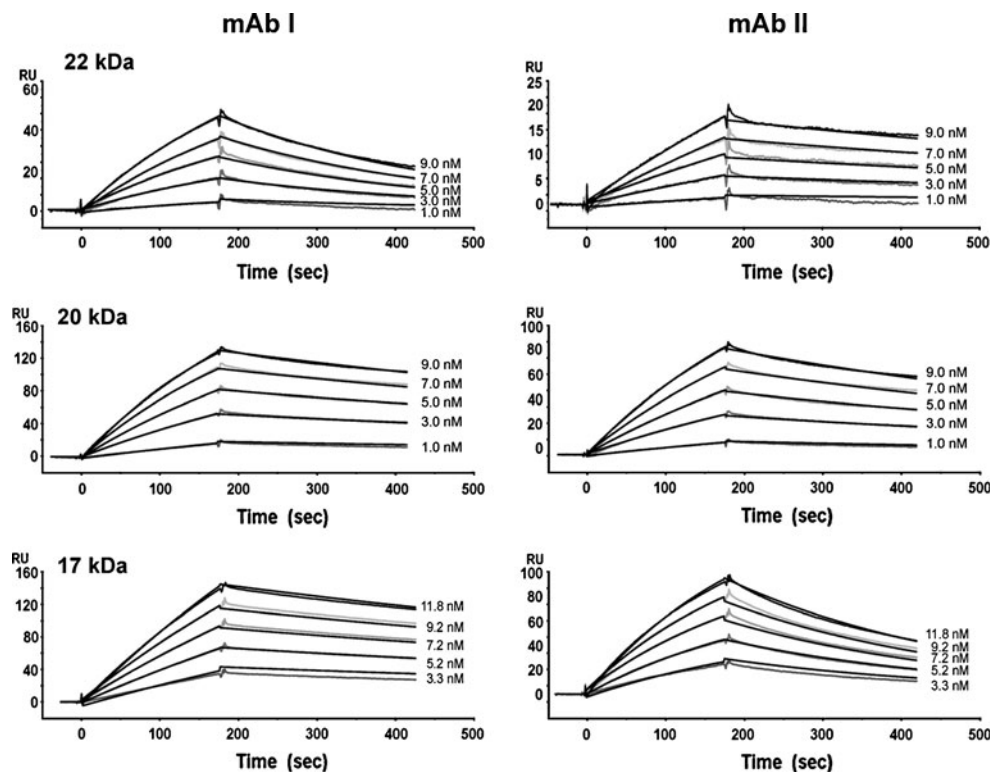 mAb I
mAb II
22 kDa
RU
60
40
20
0
9.0 nM
7.0 nM
5.0 nM
3.0 nM
1.0 nM
0
100
200
300
400
500
Time (sec)
RU
25
20
15
10
5
0
9.0 nM
7.0 nM
5.0 nM
3.0 nM
1.0 nM
0
100
200
300
400
500
Time (sec)
20 kDa
RU
160
120
80
40
0
9.0 nM
7.0 nM
5.0 nM
3.0 nM
1.0 nM
0
100
200
300
400
500
Time (sec)
RU
100
80
60
40
20
0
9.0 nM
7.0 nM
5.0 nM
3.0 nM
1.0 nM
0
100
200
300
400
500
Time (sec)
17 kDa
RU
160
120
80
40
0
11.8 nM
9.2 nM
7.2 nM
5.2 nM
3.3 nM
0
100
200
300
400
500
Time (sec)
RU
100
80
60
40
20
0
11.8 nM
9.2 nM
7.2 nM
5.2 nM
3.3 nM
0
100
200
300
400
500
Time (sec)